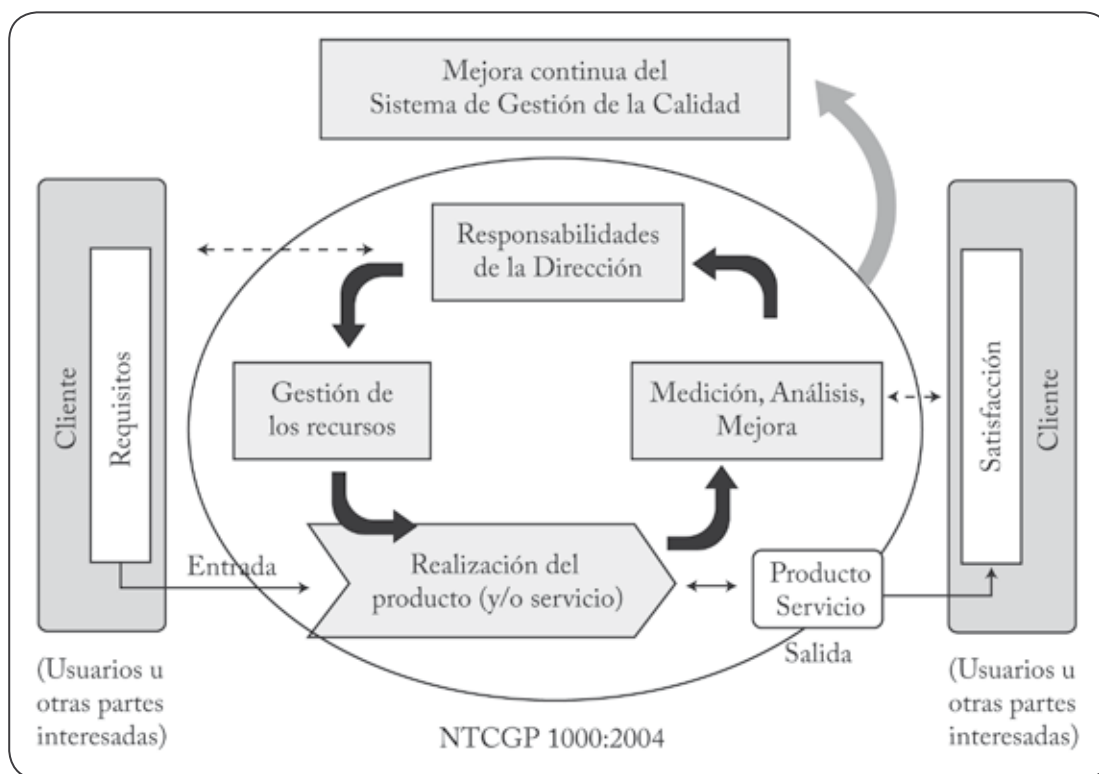 Mejora continua del
Sistema de Gestión de la Calidad
Responsabilidades
de la Dirección
Cliente
Requisitos
Gestión de
los recursos
Medición, Análisis,
Mejora
Satisfacción
Cliente
Entrada
Realización del
producto (y/o servicio)
Producto
Servicio
Salida
(Usuarios u
otras partes
interesadas)
NTCGP 1000:2004
(Usuarios u
otras partes
interesadas)